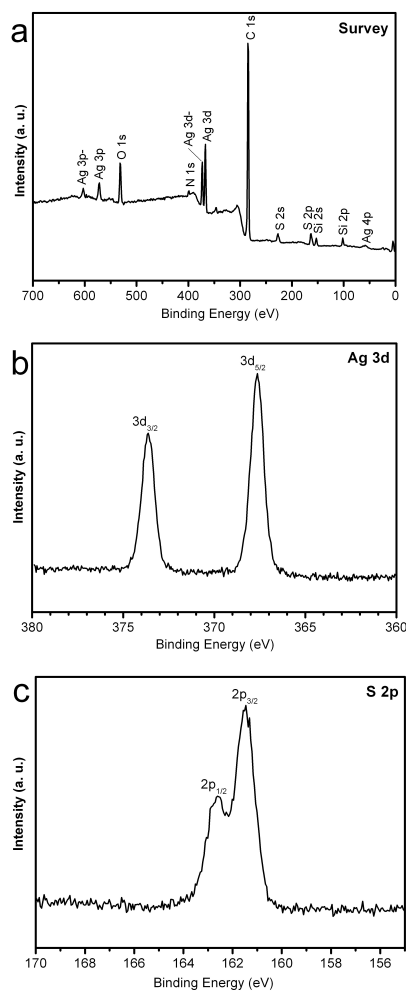 a
Survey
Intensity (a. u.)
Ag 3p-
Ag 3p
O 1s
N 1s
Ag 3d-
Ag 3d
C 1s
S 2s
S 2p
Si 2s
Si 2p
Ag 4p
700 600 500 400 300 200 100 0
Binding Energy (eV)
b
Ag 3d
Intensity (a. u.)
3d3/2
3d5/2
380 375 370 365 360
Binding Energy (eV)
c
S 2p
Intensity (a. u.)
2p1/2
2p3/2
170 168 166 164 162 160 158 156
Binding Energy (eV)